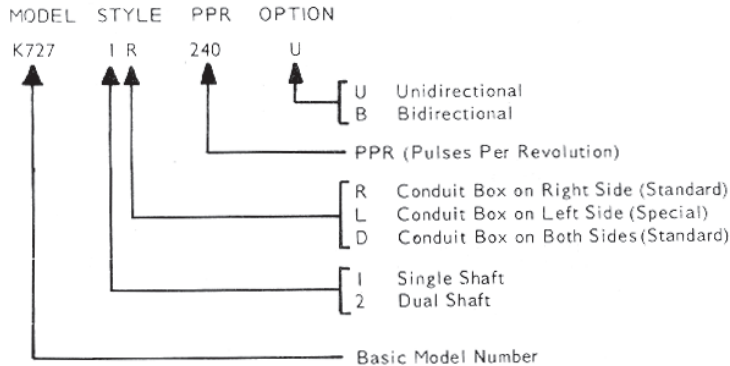 MODEL STYLE PPR OPTION
K727 1 R 240 U
U Unidirectional
B Bidirectional
PPR (Pulses Per Revolution)
R Conduit Box on Right Side (Standard)
L Conduit Box on Left Side (Special)
D Conduit Box on Both Sides (Standard)
1 Single Shaft
2 Dual Shaft
Basic Model Number